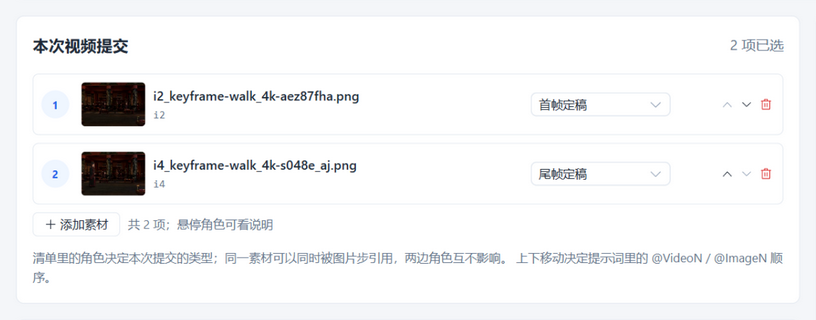 本次视频提交
2 项已选
1
i2_keyframe-walk_4k-aez87fha.png
i2
首帧定稿
2
i4_keyframe-walk_4k-s048e_aj.png
i4
尾帧定稿
+ 添加素材
共 2 项；悬停角色可看说明
清单里的角色决定本次提交的类型；同一素材可以同时被图片步引用，两边角色互不影响。 上下移动决定提示词里的 @VideoN / @ImageN 顺
序。